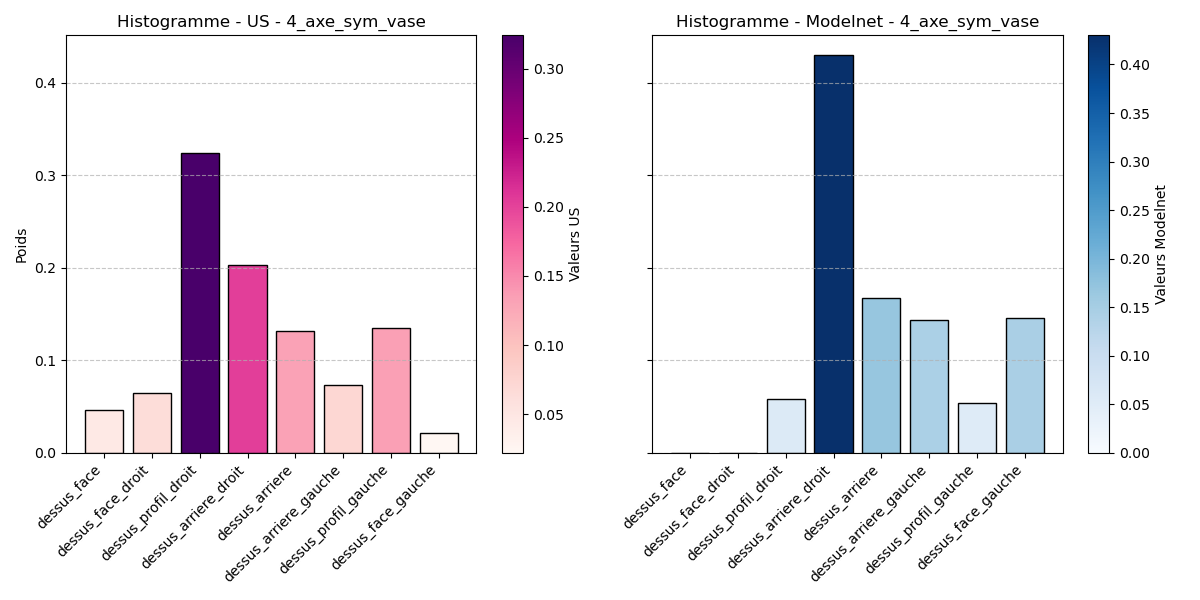 Histogramme - US - 4_axe_sym_vase
Poids
0.4
0.3
0.2
0.1
0.0
dessus_face
dessus_face_droit
dessus_profil_droit
dessus_arriere_droit
dessus_arriere
dessus_arriere_gauche
dessus_profil_gauche
dessus_face_gauche
0.30
0.25
0.20
0.15
0.10
0.05
Valeurs US
Histogramme - Modelnet - 4_axe_sym_vase
dessus_face
dessus_face_droit
dessus_profil_droit
dessus_arriere_droit
dessus_arriere
dessus_arriere_gauche
dessus_profil_gauche
dessus_face_gauche
0.40
0.35
0.30
0.25
0.20
0.15
0.10
0.05
0.00
Valeurs Modelnet